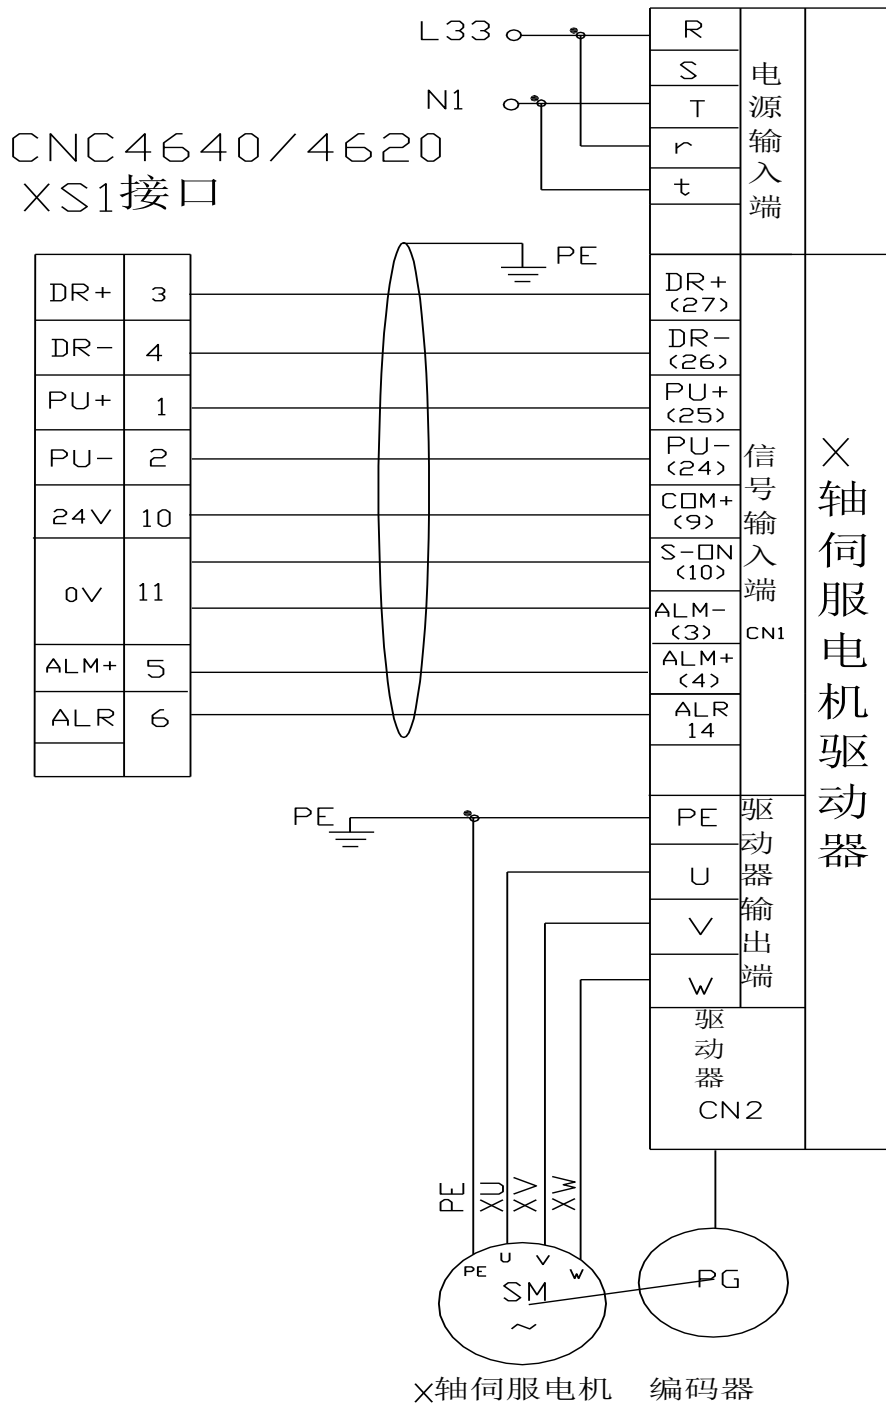 L33
N1
CNC4640/4620
XS1接口
R
S
T
r
t
电源输入端
PE
DR+ 3
DR- 4
PU+ 1
PU- 2
24V 10
0V 11
ALM+ 5
ALR 6
DR+
(27)
DR-
(26)
PU+
(25)
PU-
(24)
COM+
(9)
S-ON
(10)
ALM-
(3)
ALM+
(4)
ALR
14
信号输入端
CN1
X轴伺服电机驱动器
PE
PE
U
V
W
驱动器输出端
驱动器
CN2
PE
XU
XV
XW
PE
U
V
W
SM
~
PG
X轴伺服电机
编码器